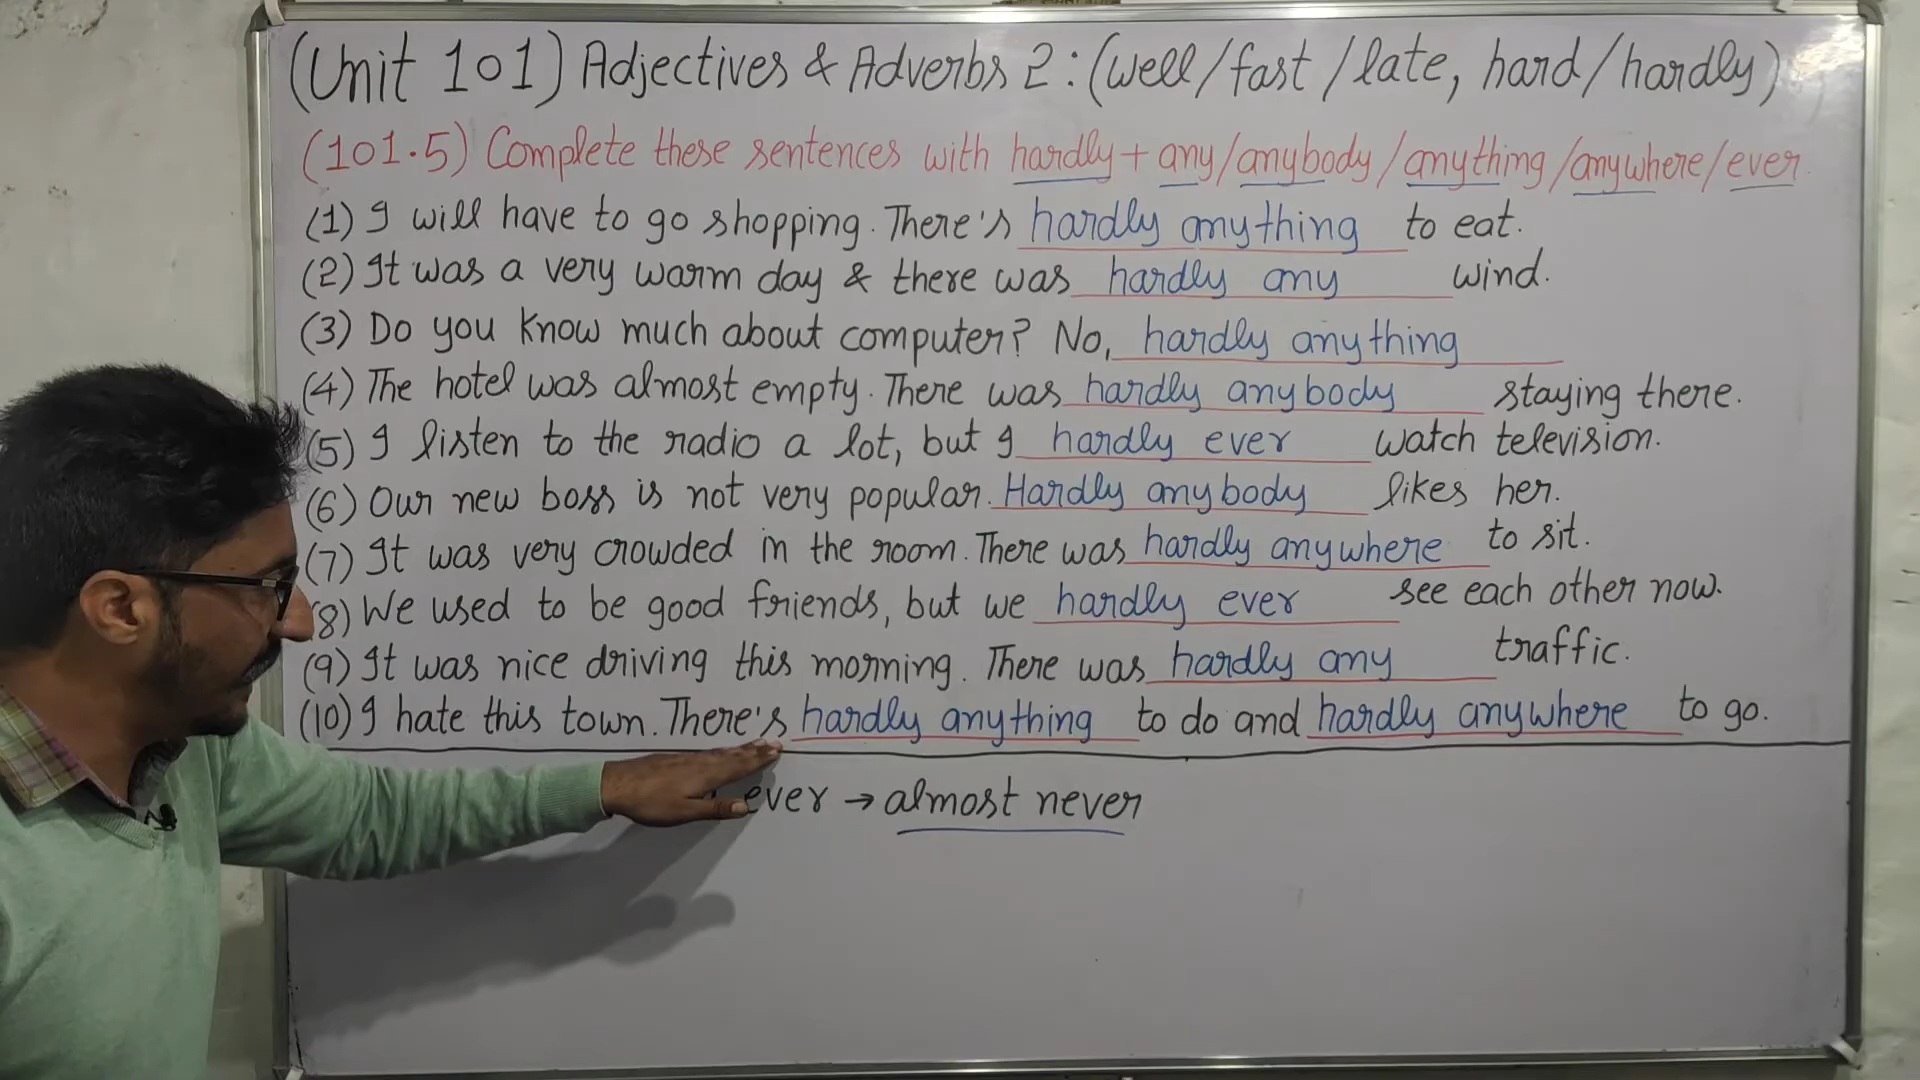 (Unit 101) Adjectives & Adverbs 2 : (well/fast/late, hard/hardly)
(101.5) Complete these sentences with hardly + any/anybody/anything/anywhere/ever.
(1) I will have to go shopping. There's hardly anything to eat.
(2) It was a very warm day & there was hardly any wind.
(3) Do you know much about computer? No, hardly anything
(4) The hotel was almost empty. There was hardly anybody staying there.
(5) I listen to the radio a lot, but I hardly ever watch television.
(6) Our new boss is not very popular. Hardly anybody likes her.
(7) It was very crowded in the room. There was hardly anywhere to sit.
(8) We used to be good friends, but we hardly ever see each other now.
(9) It was nice driving this morning. There was hardly any traffic.
(10) I hate this town. There's hardly anything to do and hardly anywhere to go.
ever → almost never